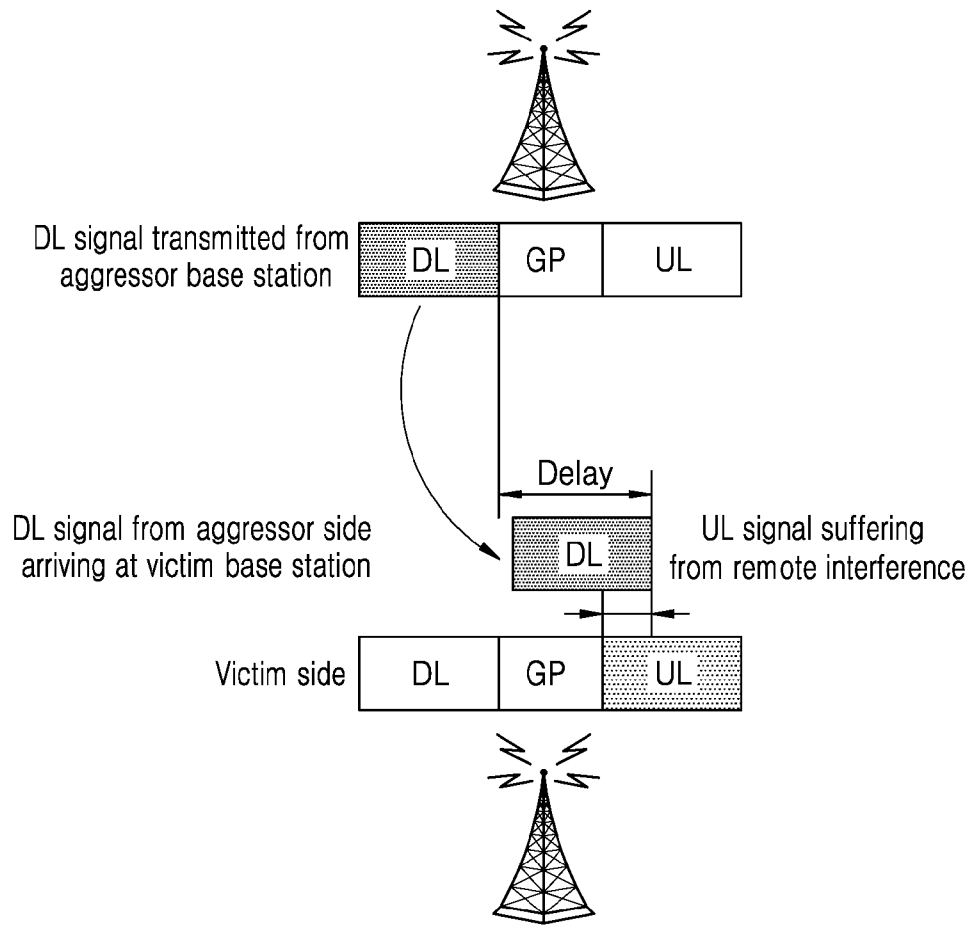 DL signal transmitted from
aggressor base station
DL
GP
UL
Delay
DL signal from aggressor side
arriving at victim base station
DL
UL signal suffering
from remote interference
Victim side
DL
GP
UL